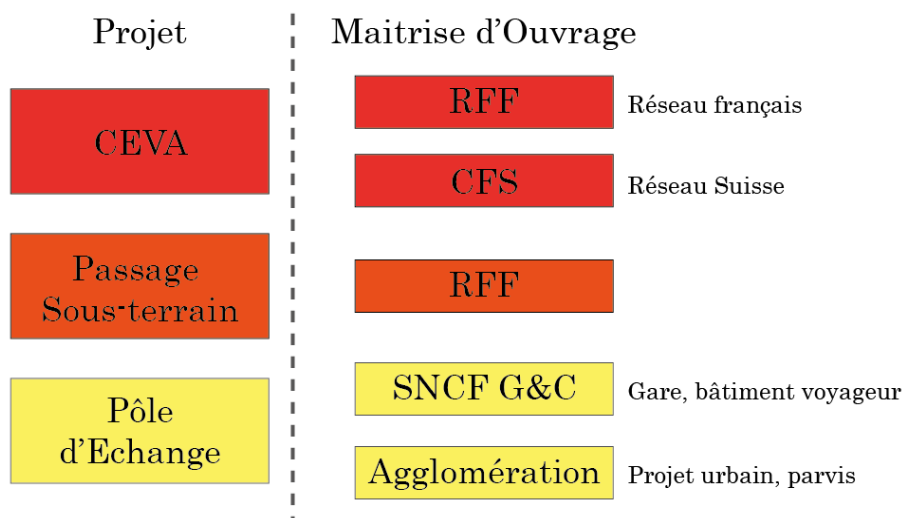 Projet
Maitrise d'Ouvrage
CEVA
RFF
Réseau français
CFS
Réseau Suisse
Passage
Sous-terrain
RFF
Pôle
d'Echange
SNCF G&C
Gare, bâtiment voyageur
Agglomération
Projet urbain, parvis